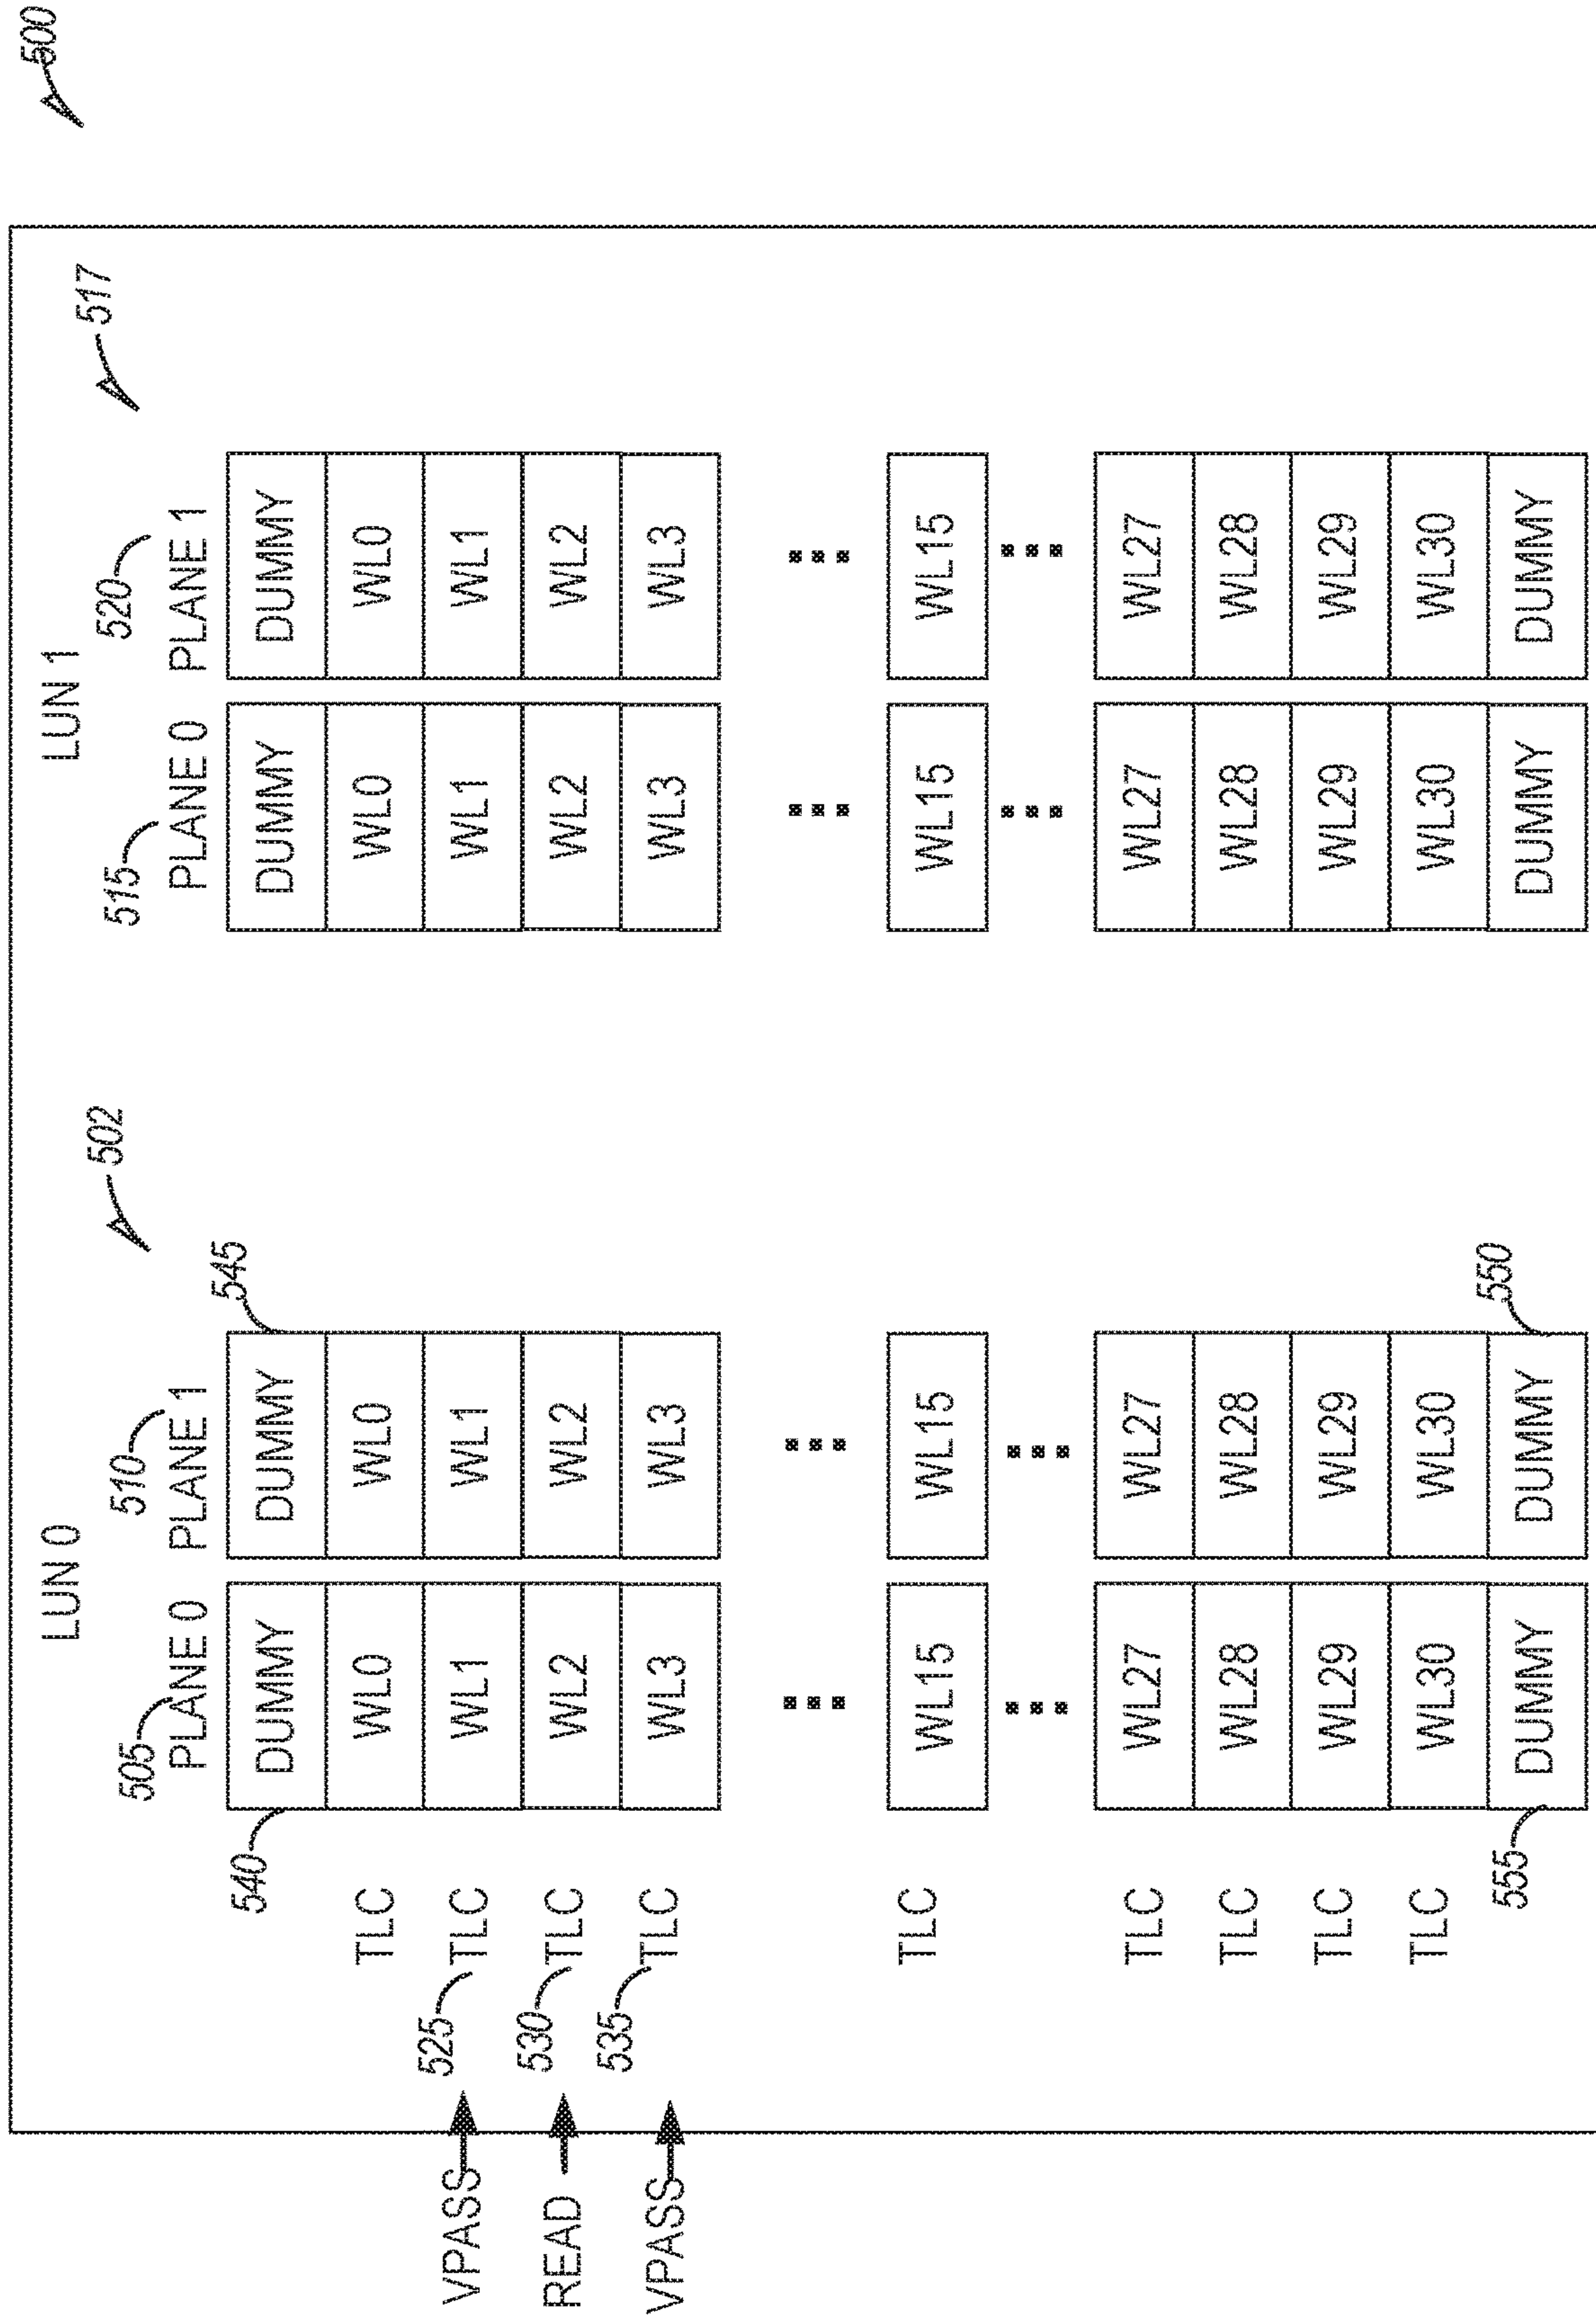 500
LUN 0 LUN 1
502 517
505 510 515 520
PLANE 0 PLANE 1 PLANE 0 PLANE 1
540 DUMMY DUMMY 545 DUMMY DUMMY
TLC WL0 WL0 WL0 WL0
VPASS 525 TLC WL1 WL1 WL1 WL1
READ 530 TLC WL2 WL2 WL2 WL2
VPASS 535 TLC WL3 WL3 WL3 WL3
TLC WL15 WL15 WL15 WL15
TLC WL27 WL27 WL27 WL27
TLC WL28 WL28 WL28 WL28
TLC WL29 WL29 WL29 WL29
TLC WL30 WL30 WL30 WL30
555 DUMMY DUMMY 550 DUMMY DUMMY